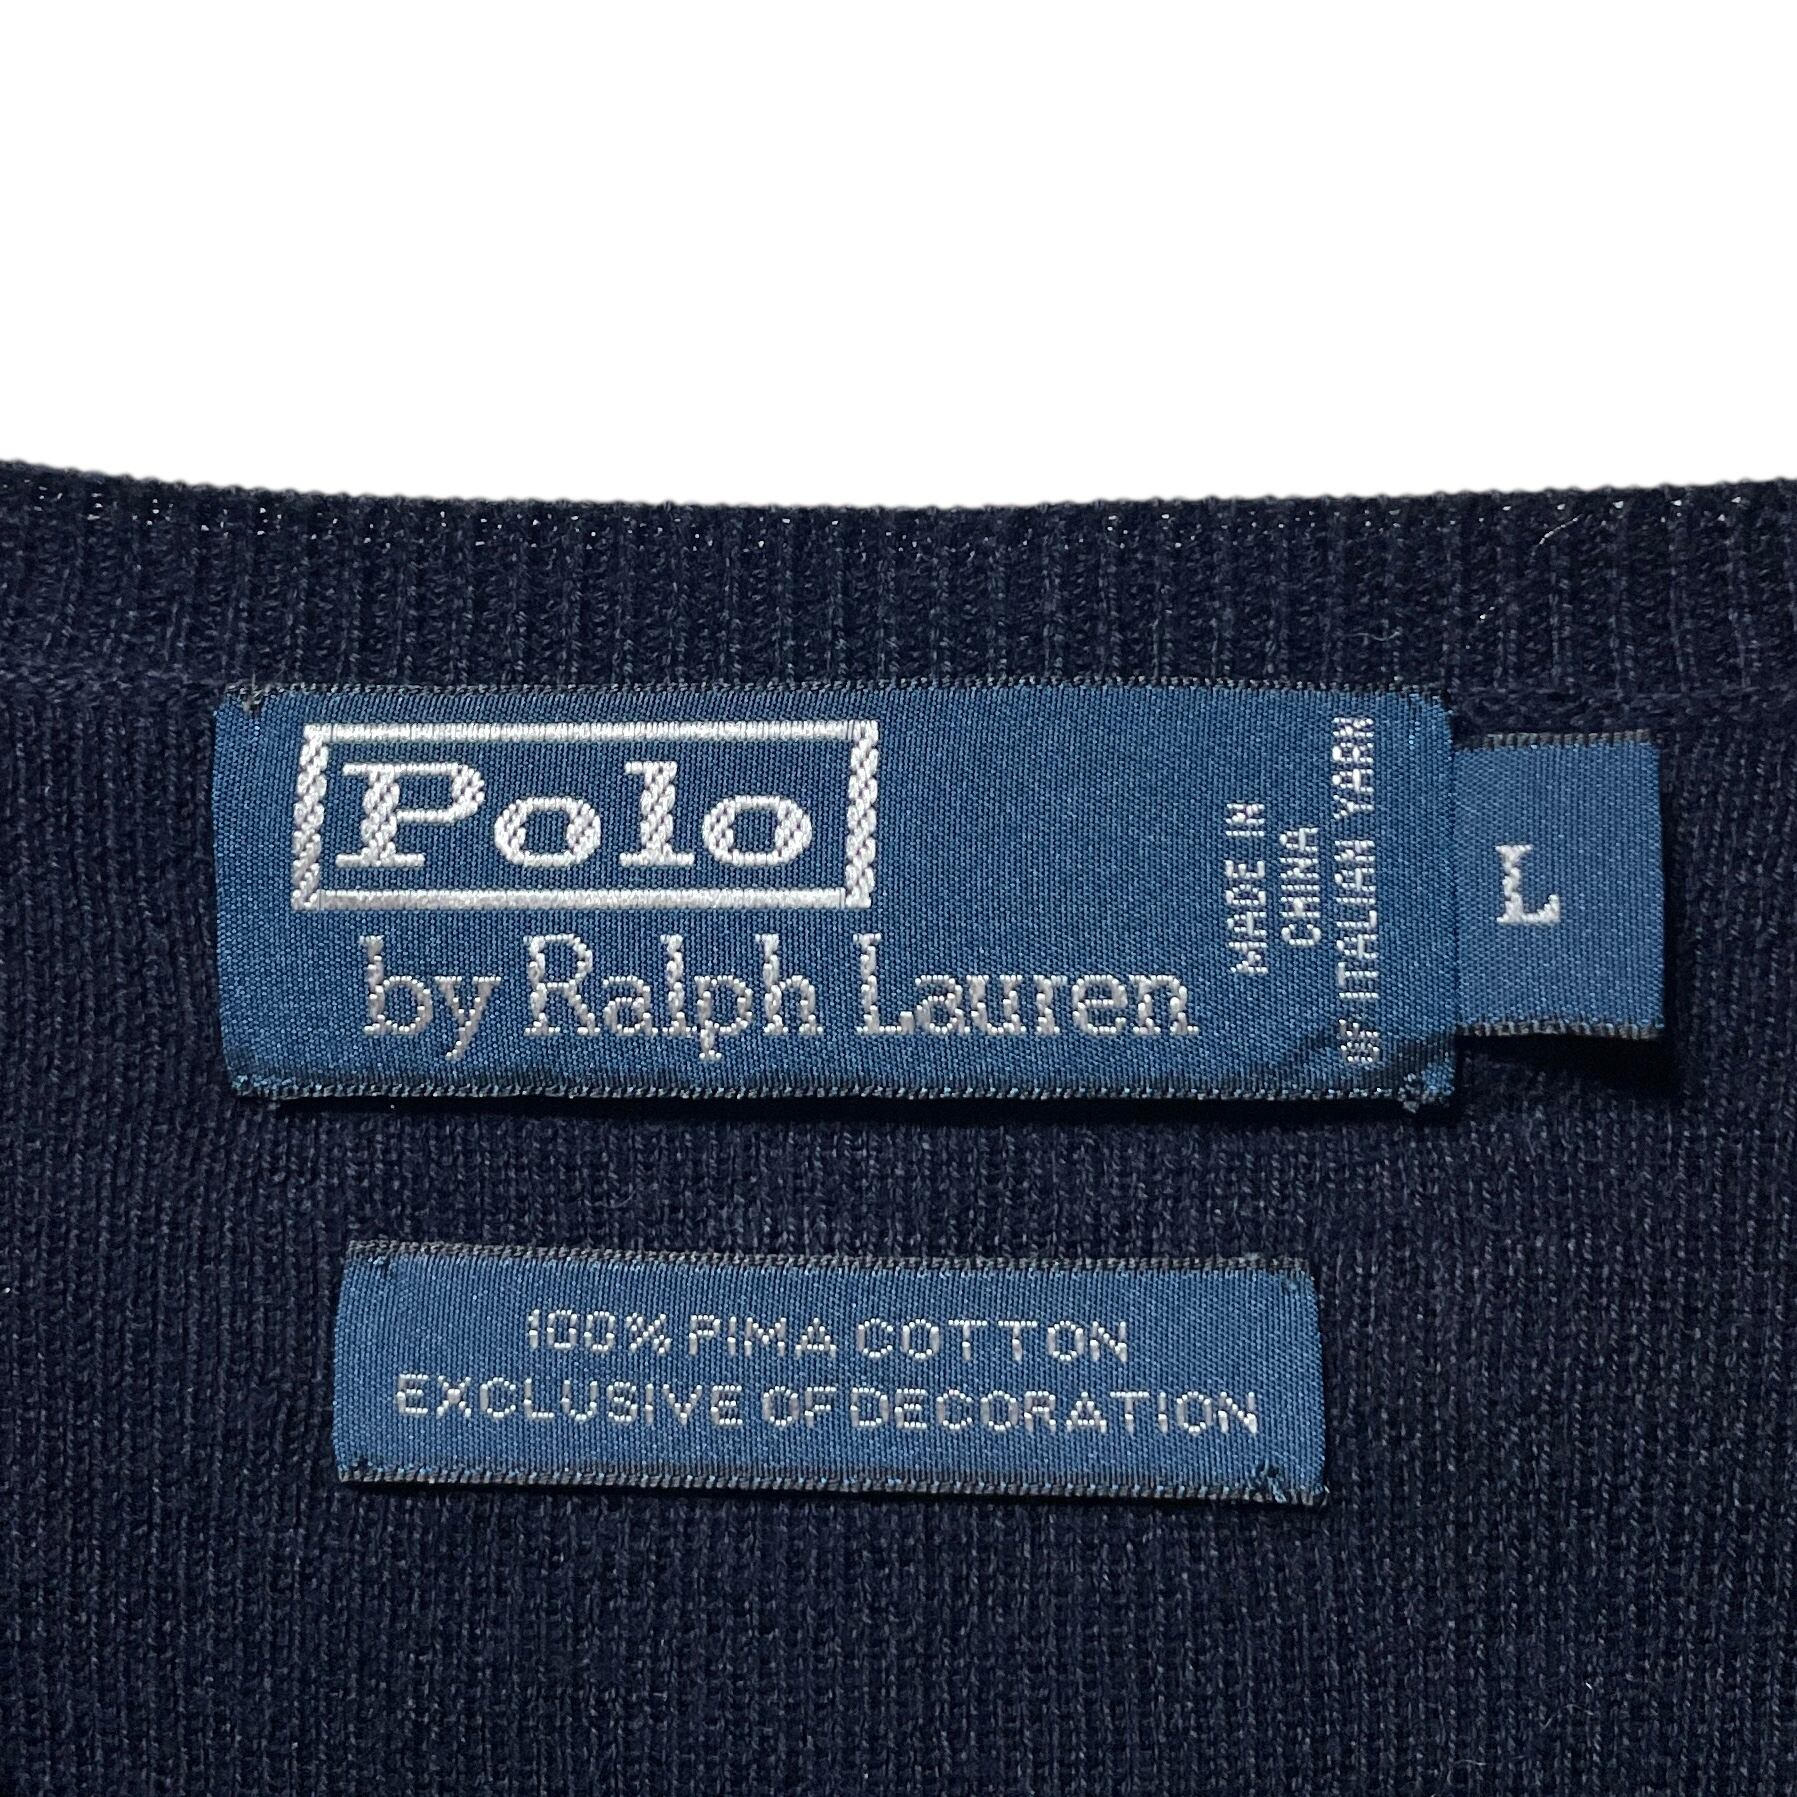 Polo
by Ralph Lauren
MADE IN
CHINA
OF ITALIAN YARN
L
100% PIMA COTTON
EXCLUSIVE OF DECORATION